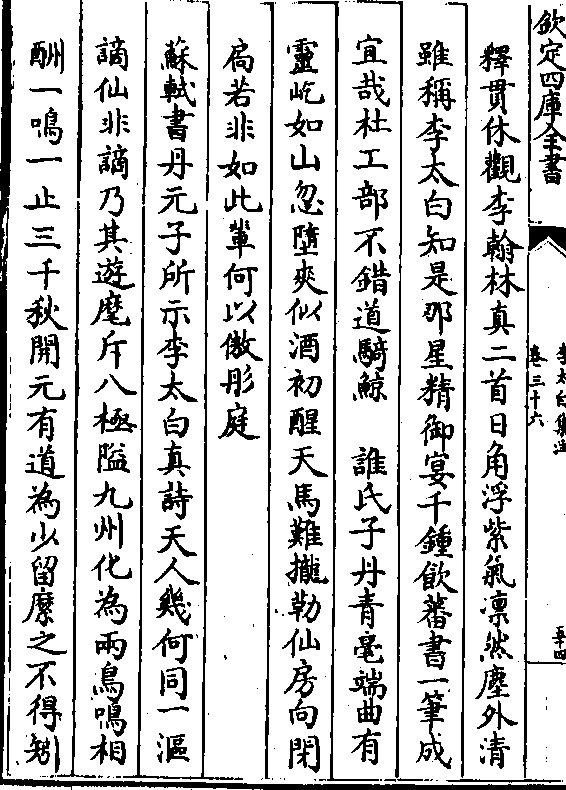 欽定四庫全書
李太白集注
卷三十六
釋貫休觀李翰林真二首日角浮紫氣凛然塵外清
雖稱李太白知是那星精御宴千鍾飲蕃書一筆成
宜哉杜工部不錯道騎鯨　誰氏子丹青毫端曲有
靈屹如山忽墮爽似酒初醒天馬難攏勒仙房向閉
扃若非如此輩何以傲彤庭
蘇軾書丹元子所示李太白真詩天人幾何同一漚
謫仙非謫乃其遊麾斥八極隘九州化為兩鳥鳴相
酬一鳴一止三千秋開元有道為少留縻之不得矧